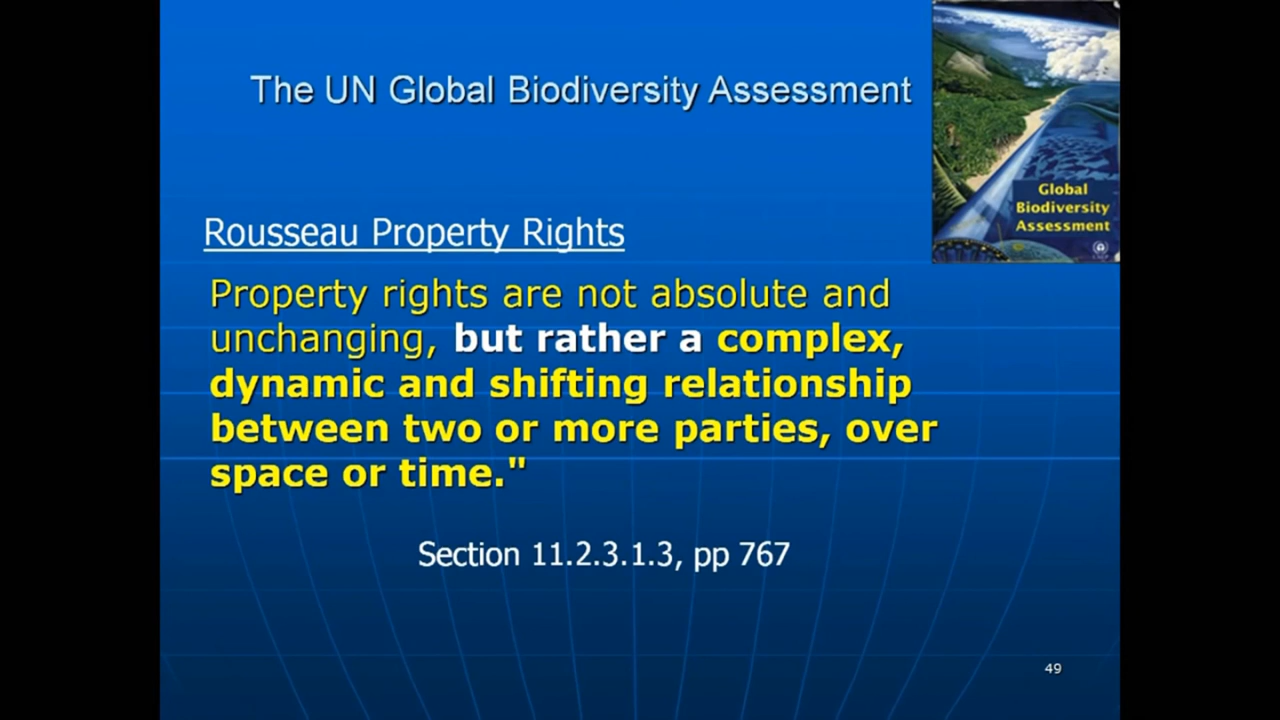 The UN Global Biodiversity Assessment
Global
Biodiversity
Assessment
Rousseau Property Rights
Property rights are not absolute and
unchanging, but rather a complex,
dynamic and shifting relationship
between two or more parties, over
space or time."
Section 11.2.3.1.3, pp 767
49